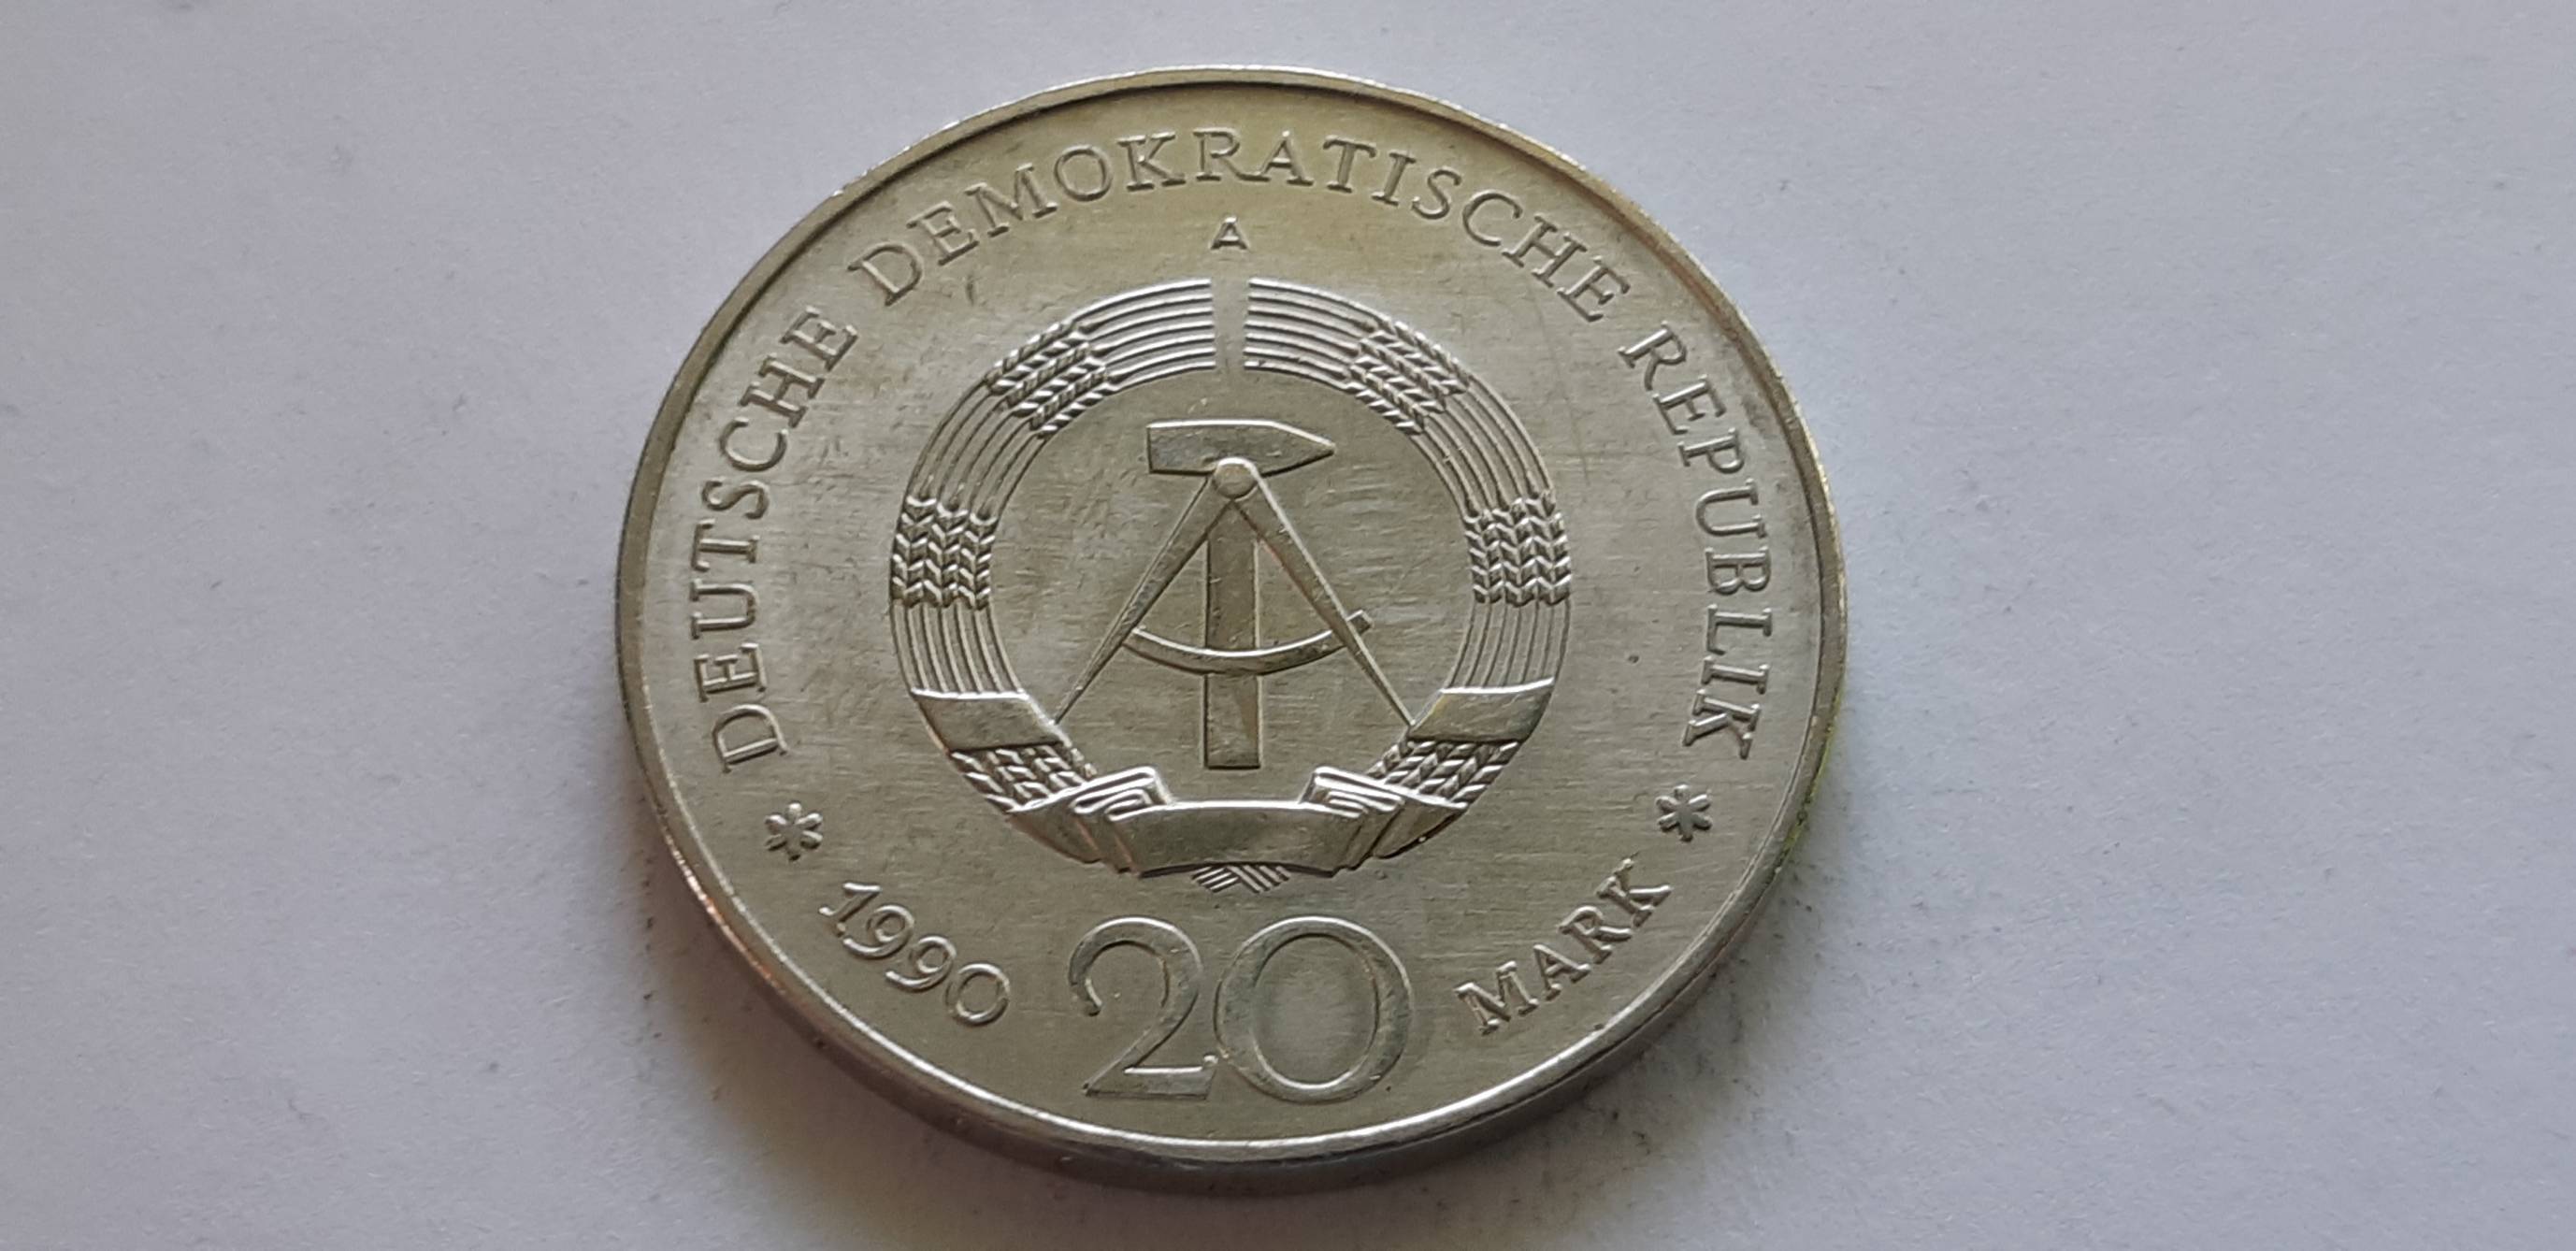 DEUTSCHE DEMOKRATISCHE REPUBLIK
A
* 1990 20 MARK *